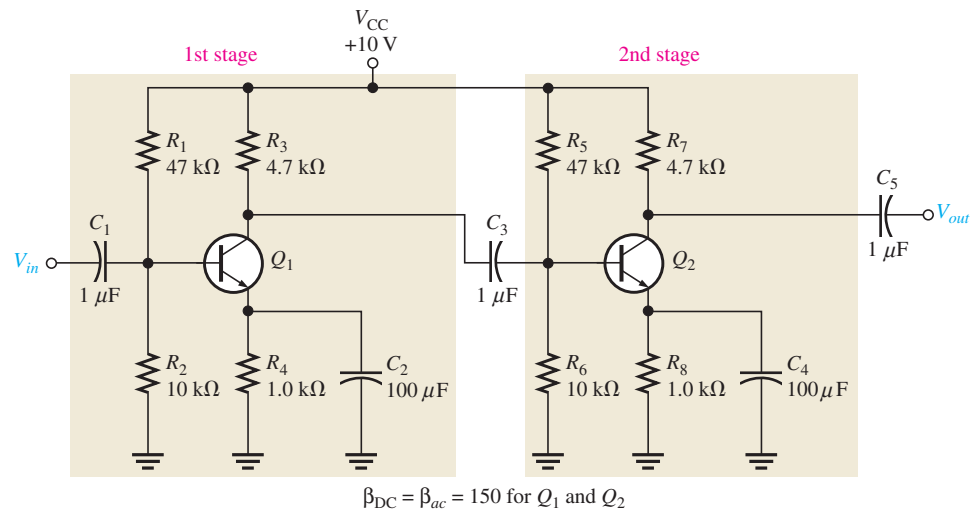 V_CC
+10 V
1st stage
2nd stage
R_1
47 kΩ
R_3
4.7 kΩ
R_5
47 kΩ
R_7
4.7 kΩ
C_1
V_in
1 μF
Q_1
C_3
1 μF
Q_2
C_5
V_out
1 μF
R_2
10 kΩ
R_4
1.0 kΩ
C_2
100 μF
R_6
10 kΩ
R_8
1.0 kΩ
C_4
100 μF
β_DC = β_ac = 150 for Q_1 and Q_2